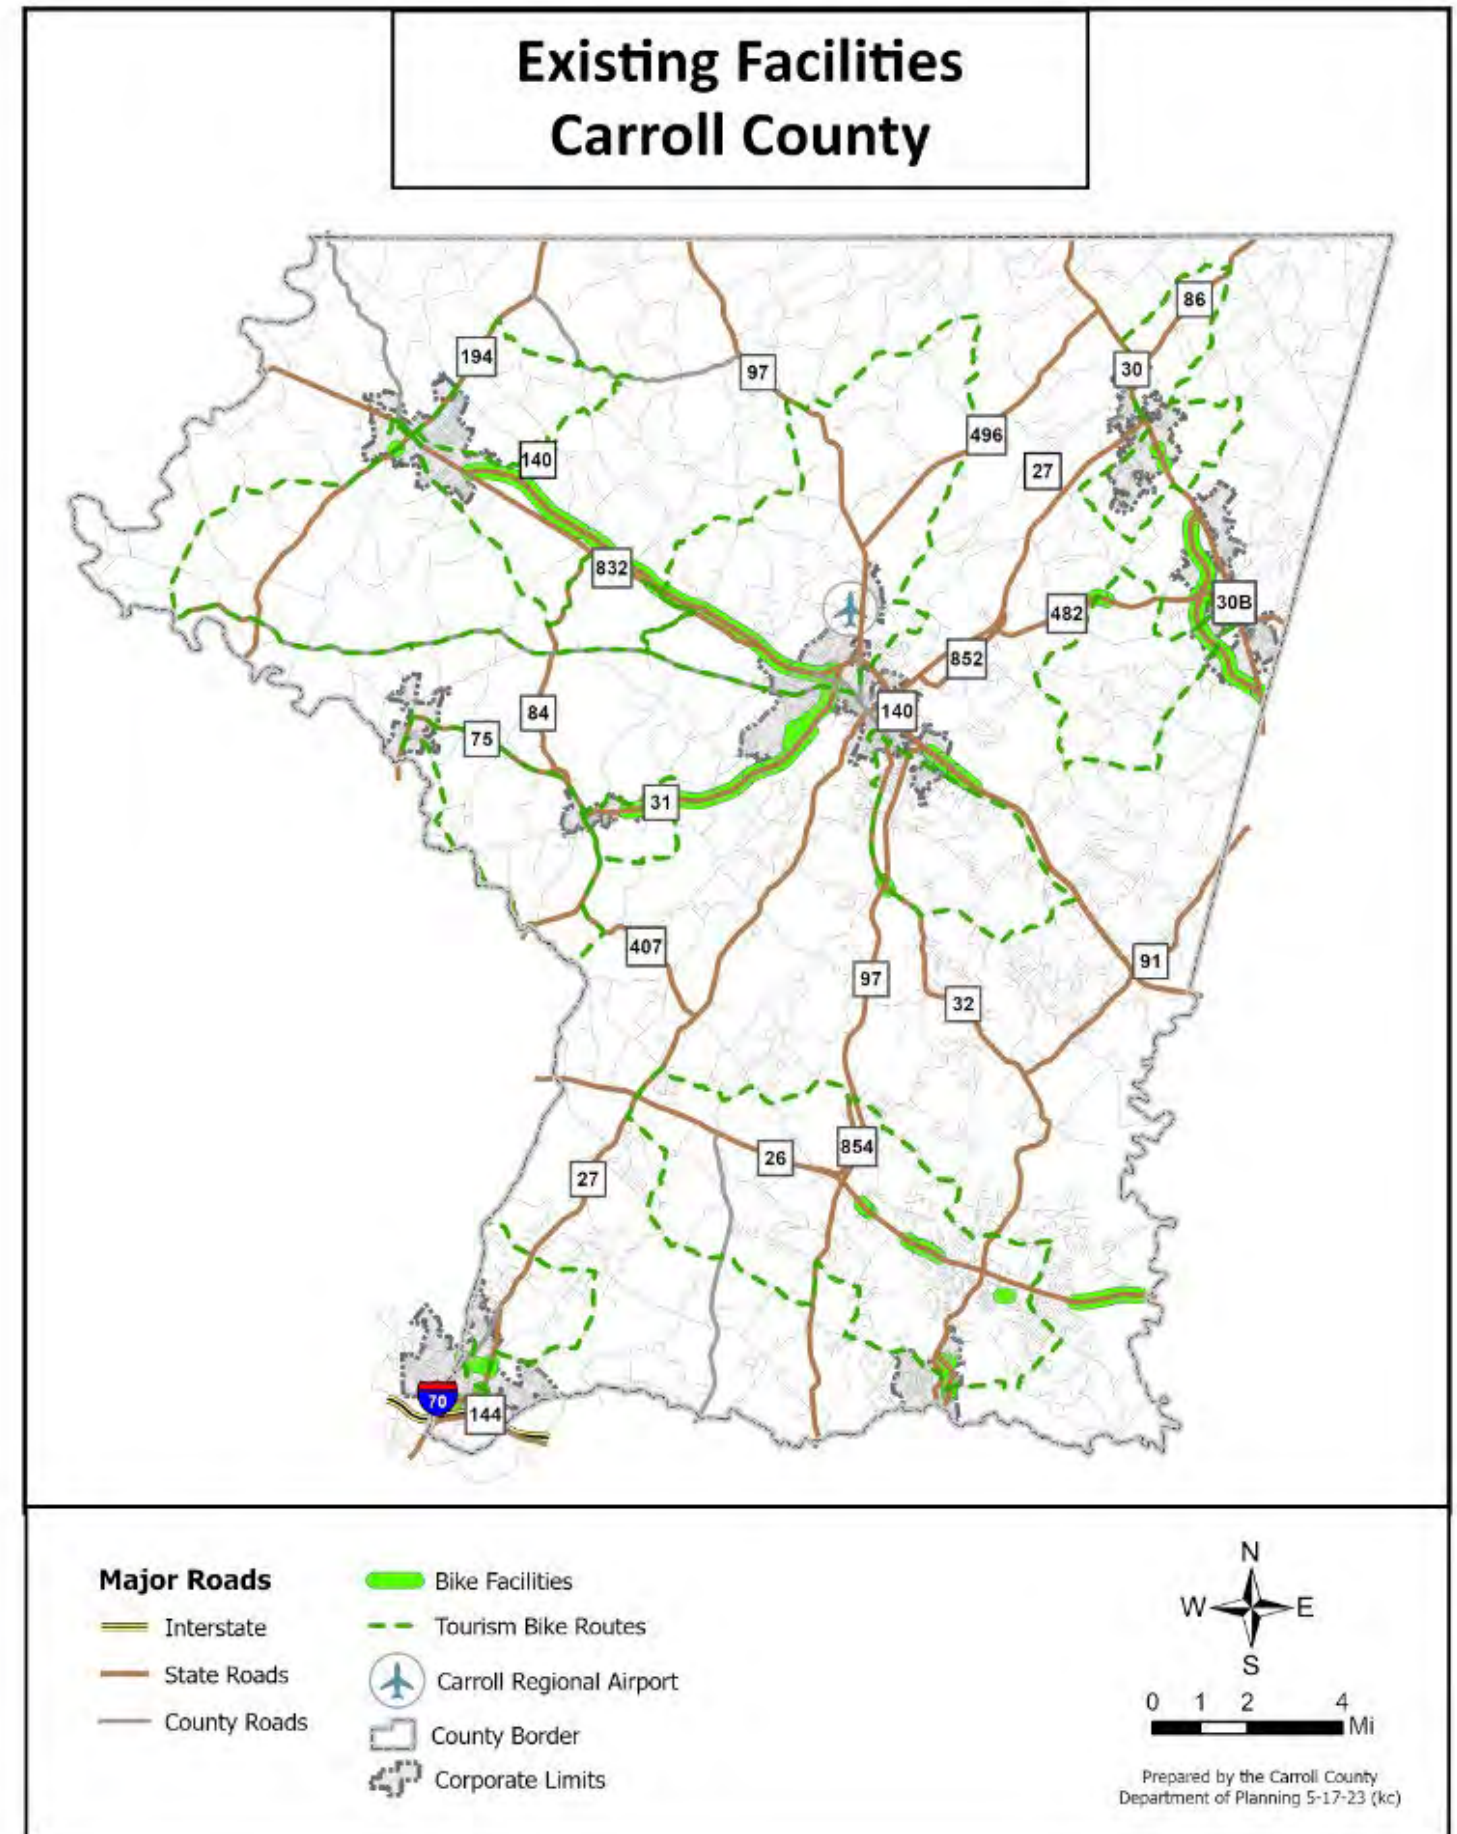 Existing Facilities
Carroll County
86
194
30
97
496
140
27
832
30B
482
852
140
84
75
31
407
91
97
32
854
26
27
70
144
Major Roads
Interstate
State Roads
County Roads
Bike Facilities
Tourism Bike Routes
Carroll Regional Airport
County Border
Corporate Limits
N
W E
S
0 1 2 4
Mi
Prepared by the Carroll County
Department of Planning 5-17-23 (kc)